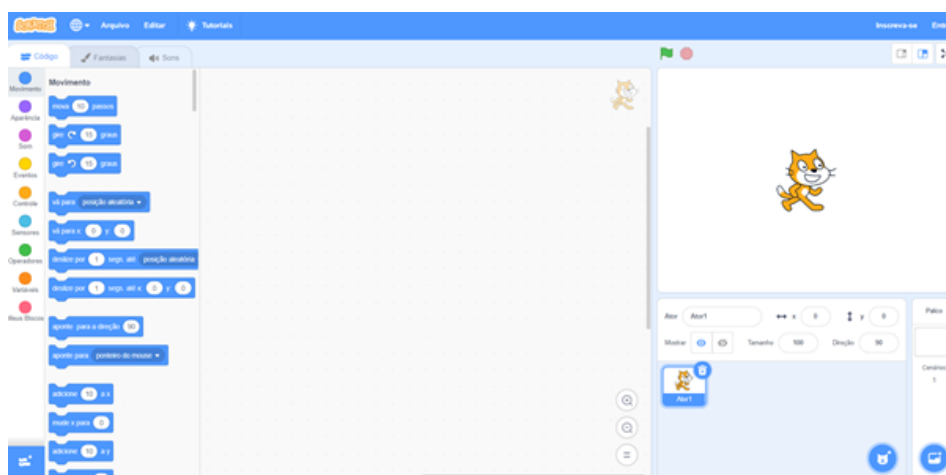 SCRATCH
Arquivo Editar Tutoriais
Inscreva-se Entr
Código Fantasias Sons
Movimento
Aparência
Som
Eventos
Controle
Sensores
Operadores
Variáveis
Meus Blocos
Movimento
mova 10 passos
gire 15 graus
gire 15 graus
vá para posição aleatória
vá para x: 0 y: 0
deslize por 1 segs. até posição aleatória
deslize por 1 segs. até x: 0 y: 0
aponte para a direção 90
aponte para ponteiro do mouse
adicione 10 a x
mude x para 0
adicione 10 a y
Ator Ator1 x 0 y 0
Mostrar Tamanho 100 Direção 90
Ator1
Palco
Cenários
1